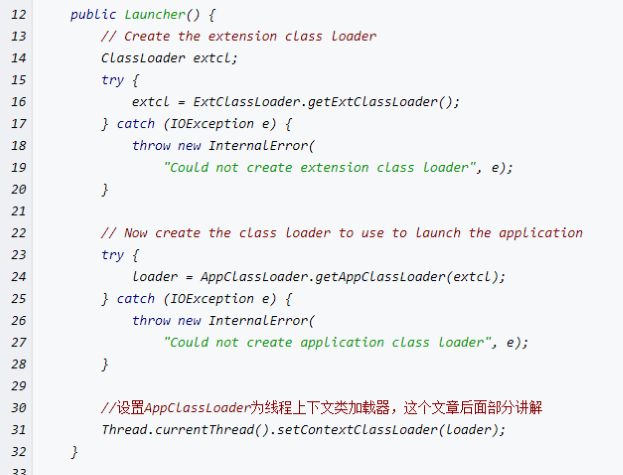 12 public Launcher() {
13 // Create the extension class loader
14 ClassLoader extcl;
15 try {
16 extcl = ExtClassLoader.getExtClassLoader();
17 } catch (IOException e) {
18 throw new InternalError(
19 "Could not create extension class loader", e);
20 }
21
22 // Now create the class loader to use to launch the application
23 try {
24 loader = AppClassLoader.getAppClassLoader(extcl);
25 } catch (IOException e) {
26 throw new InternalError(
27 "Could not create application class loader", e);
28 }
29
30 //设置AppClassLoader为线程上下文类加载器，这个文章后面部分讲解
31 Thread.currentThread().setContextClassLoader(loader);
32 }
33